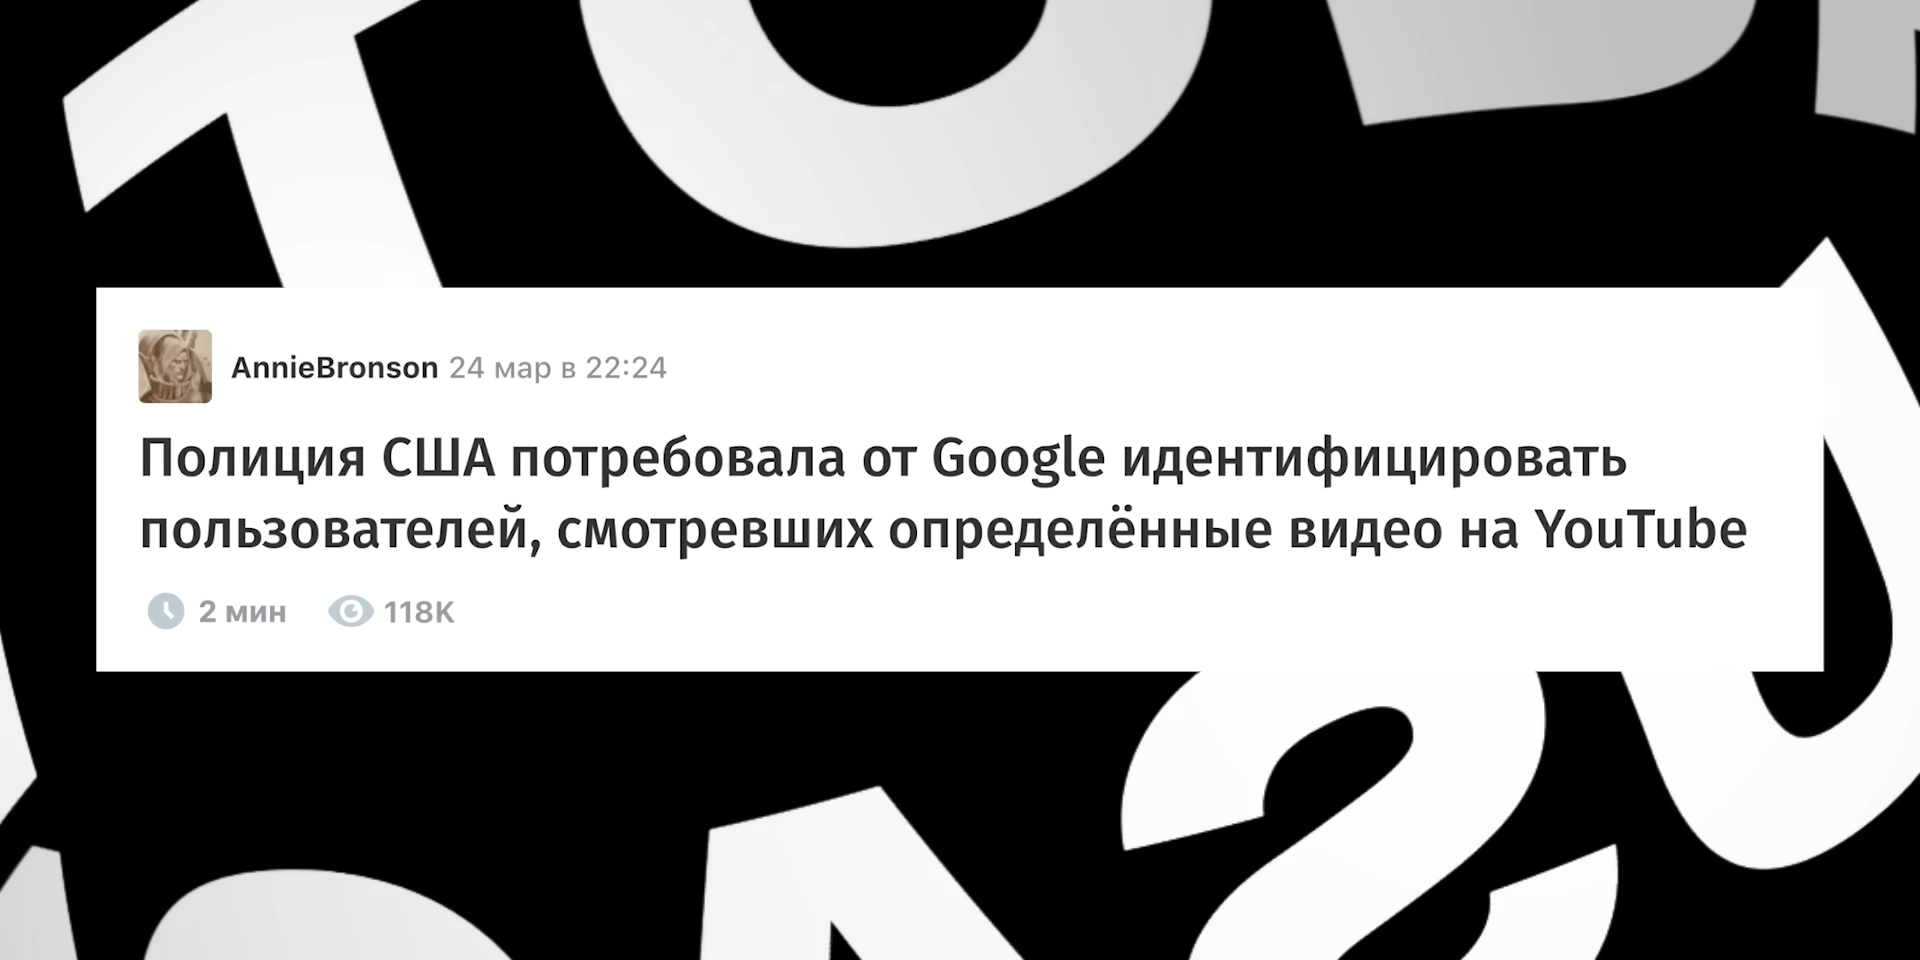 AnnieBronson 24 мар в 22:24
Полиция США потребовала от Google идентифицировать
пользователей, смотревших определённые видео на YouTube
2 мин 118K